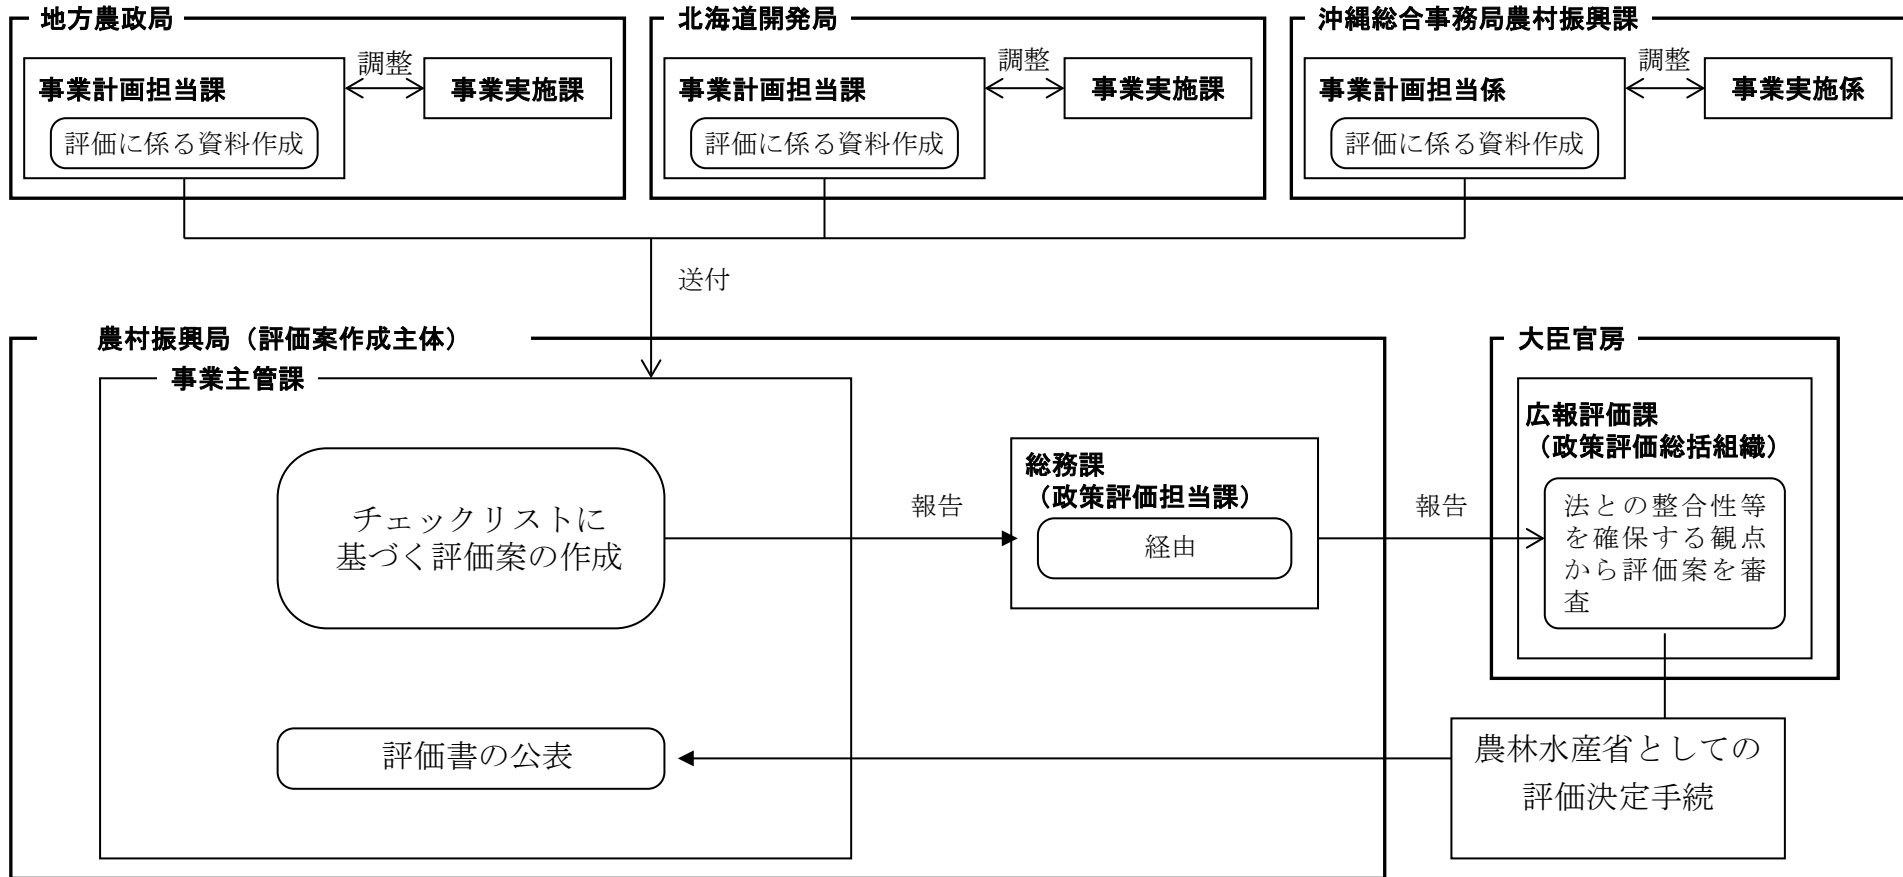 地方農政局
調整
事業計画担当課
事業実施課
評価に係る資料作成
北海道開発局
調整
事業計画担当課
事業実施課
評価に係る資料作成
沖縄総合事務局農村振興課
調整
事業計画担当係
事業実施係
評価に係る資料作成
送付
農村振興局（評価案作成主体）
事業主管課
チェックリストに
基づく評価案の作成
報告
総務課
（政策評価担当課）
経由
報告
大臣官房
広報評価課
（政策評価総括組織）
法との整合性等
を確保する観点
から評価案を審
査
評価書の公表
農林水産省としての
評価決定手続